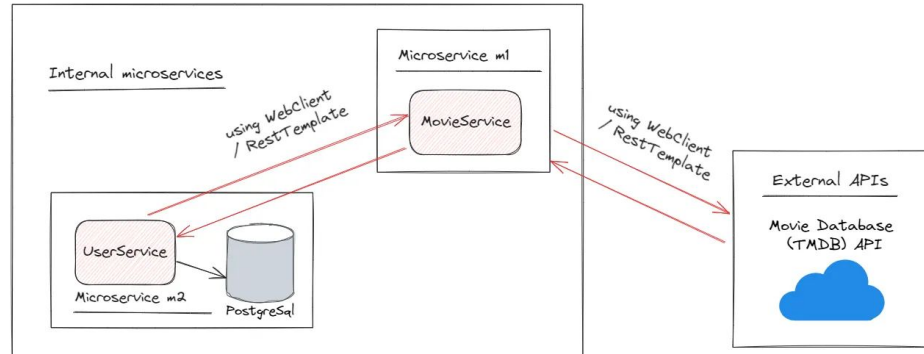 Internal microservices
Microservice m1
MovieService
using WebClient
/ RestTemplate
using WebClient
/ RestTemplate
UserService
Microservice m2
PostgreSql
External APIs
Movie Database
(TMDB) API